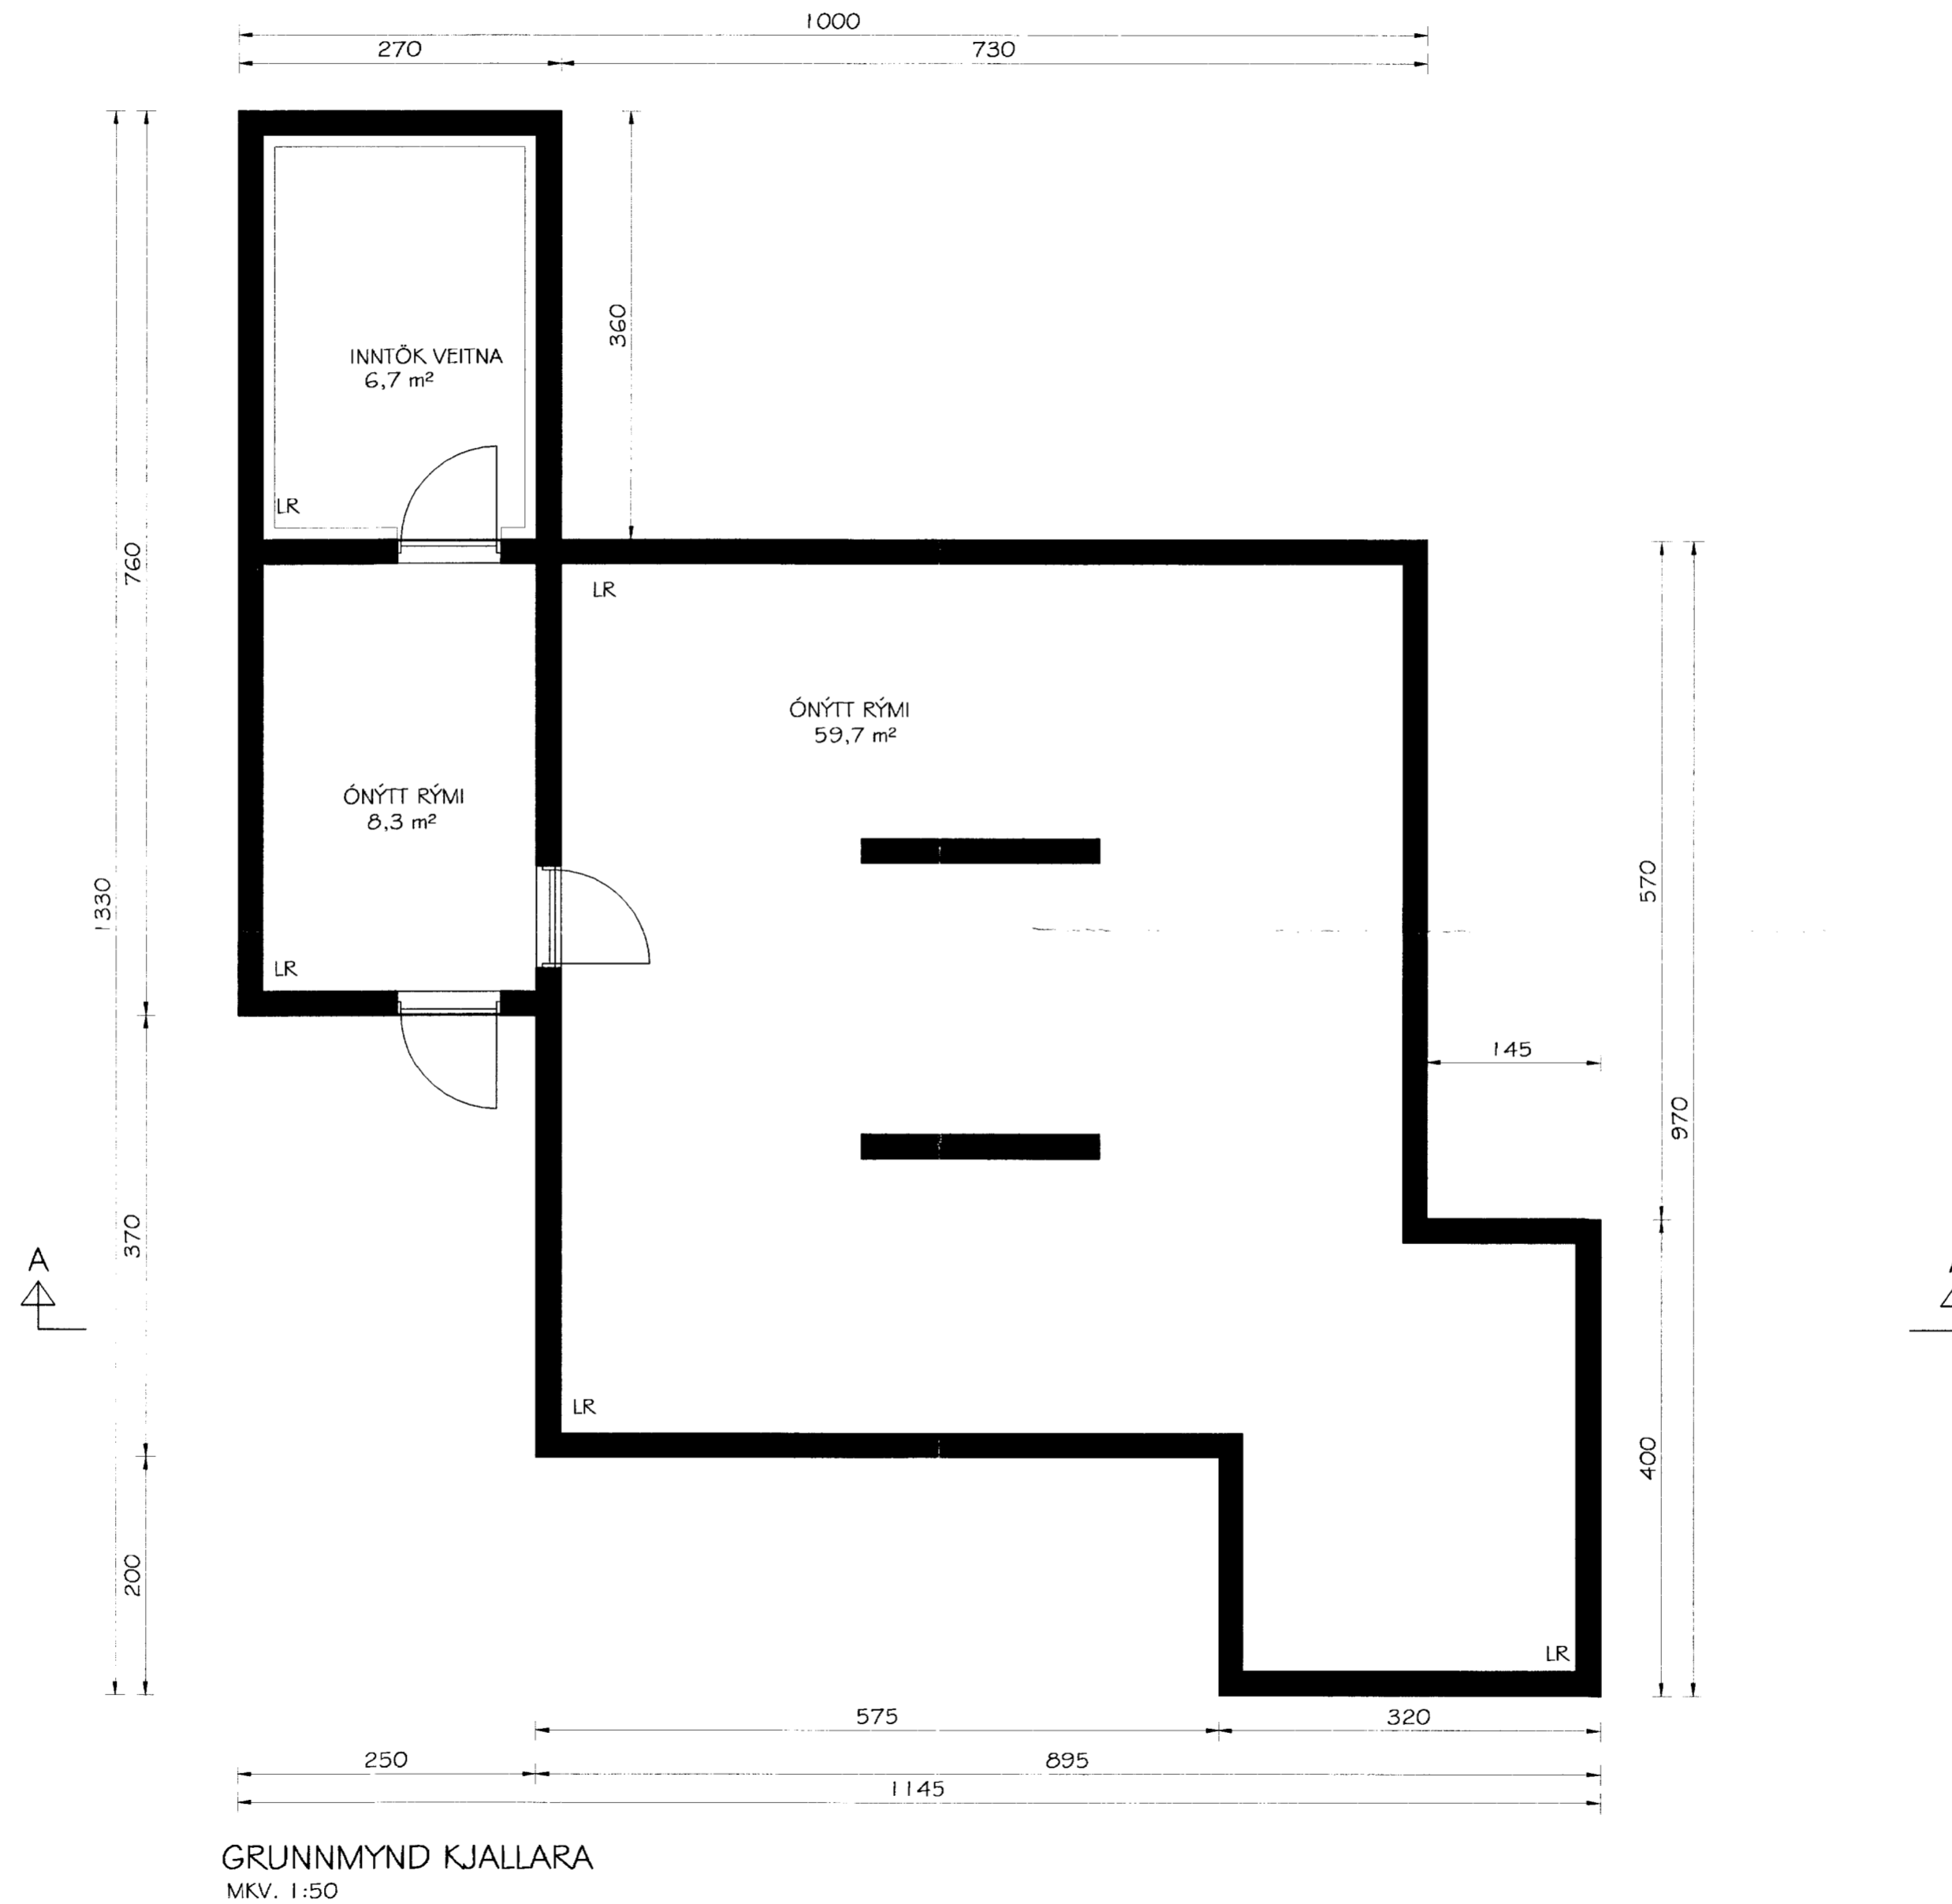 1000
270
730
360
INNTÖK VEITNA
6,7 m²
LR
760
LR
ÓNÝTT RÝMI
59,7 m²
ÓNÝTT RÝMI
8,3 m²
1330
570
LR
145
970
370
A
LR
400
200
LR
575
320
250
895
1145
GRUNNMYND KJALLARA
MKV. 1:50